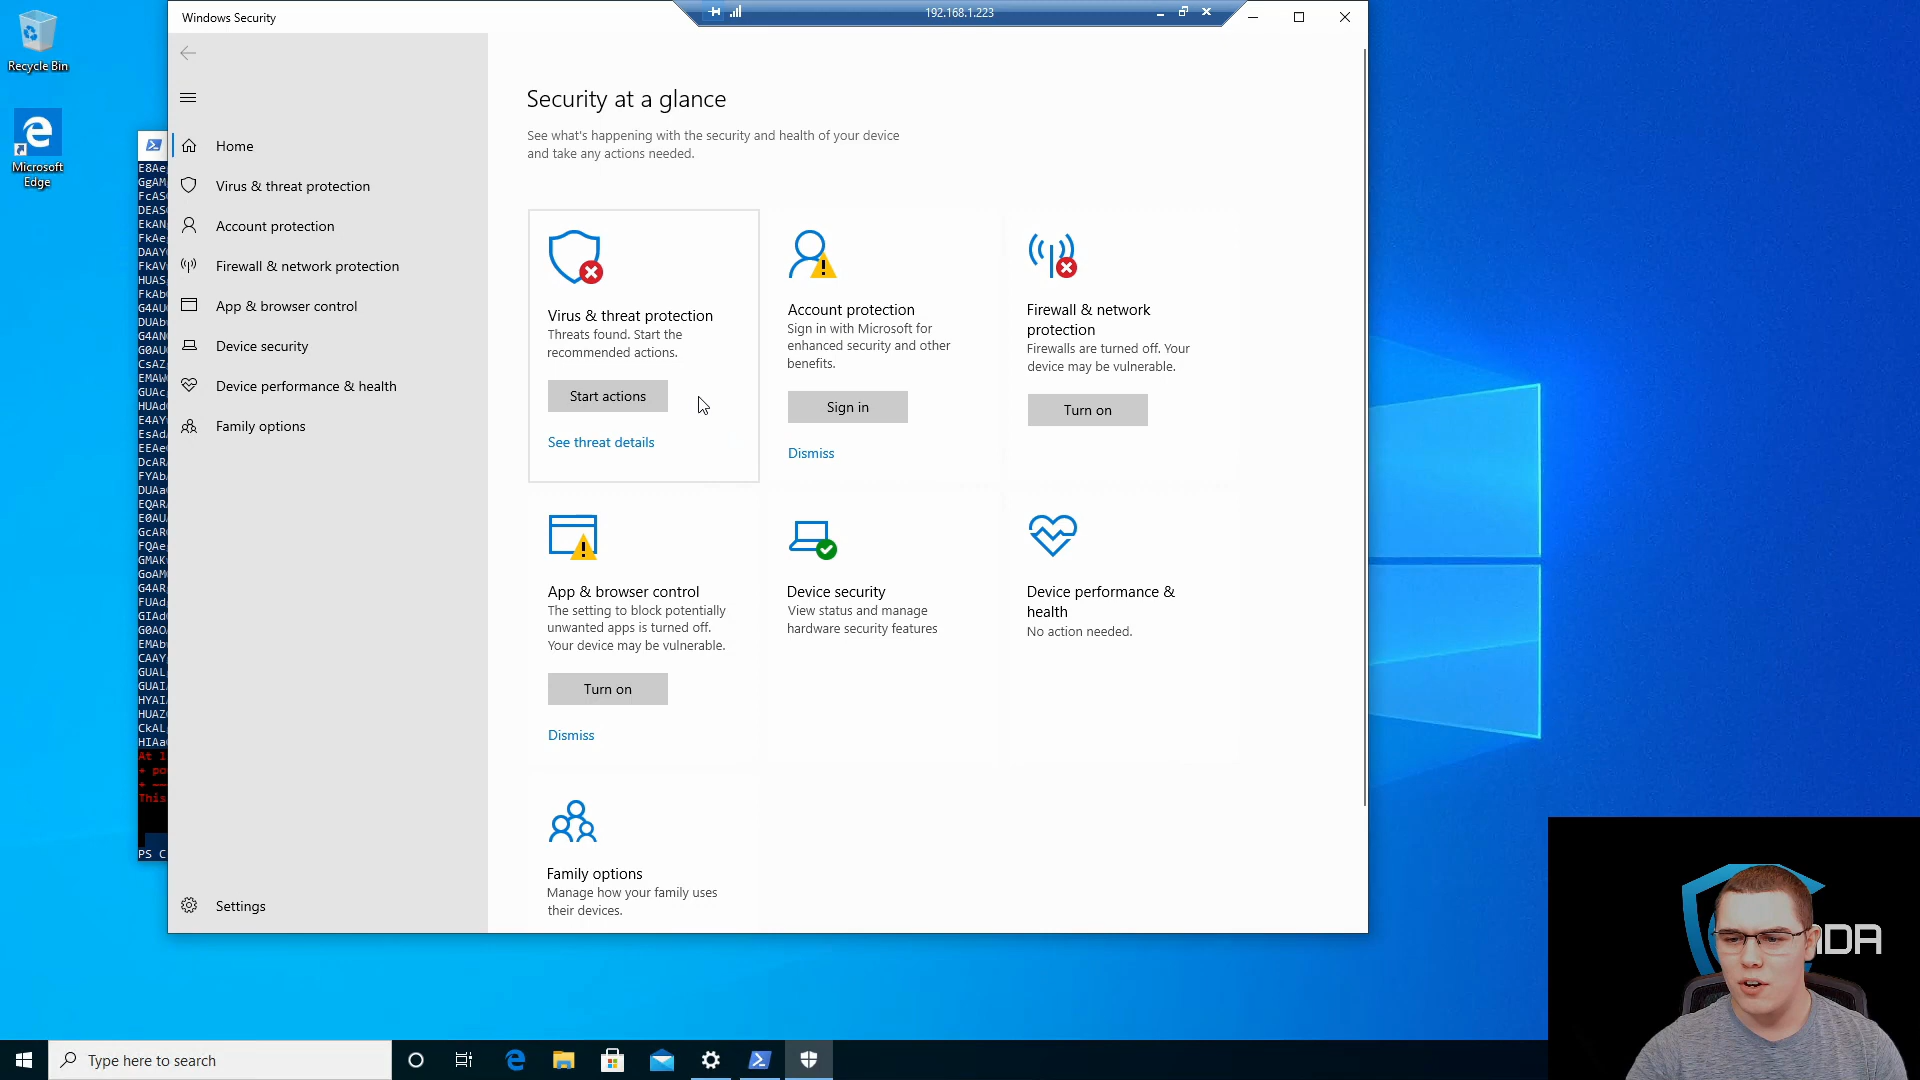 192.168.1.223
Windows Security
Recycle Bin
Microsoft
Edge
Home
Virus & threat protection
Account protection
Firewall & network protection
App & browser control
Device security
Device performance & health
Family options
Settings
Security at a glance
See what's happening with the security and health of your device
and take any actions needed.
Virus & threat protection
Threats found. Start the
recommended actions.
Start actions
See threat details
Account protection
Sign in with Microsoft for
enhanced security and other
benefits.
Sign in
Dismiss
Firewall & network
protection
Firewalls are turned off. Your
device may be vulnerable.
Turn on
App & browser control
The setting to block potentially
unwanted apps is turned off.
Your device may be vulnerable.
Turn on
Dismiss
Device security
View status and manage
hardware security features
Device performance &
health
No action needed.
Family options
Manage how your family uses
their devices.
This
PS C
Type here to search